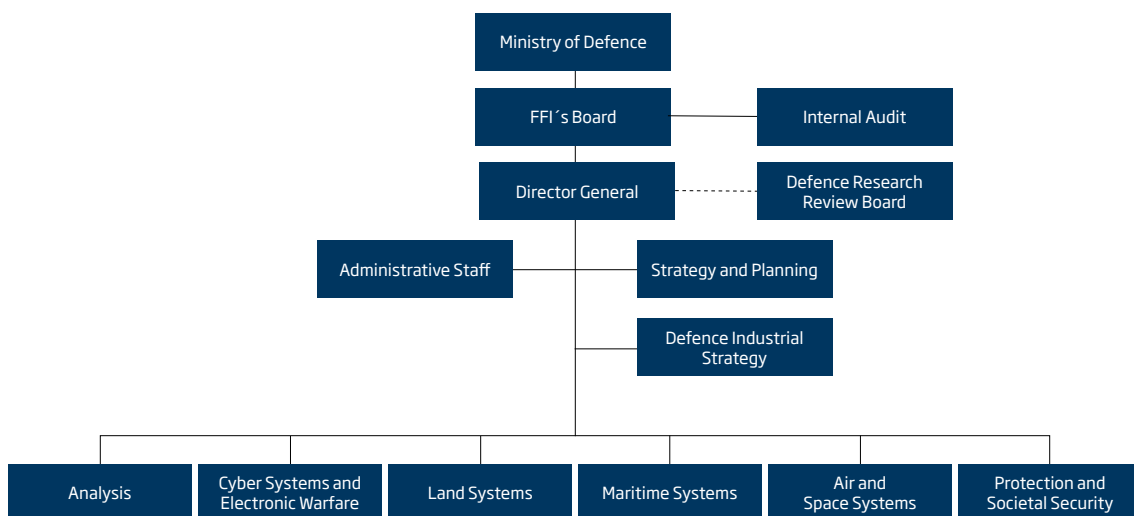 Ministry of Defence
FFI´s Board
Internal Audit
Director General
Defence Research
Review Board
Administrative Staff
Strategy and Planning
Defence Industrial
Strategy
Analysis
Cyber Systems and
Electronic Warfare
Land Systems
Maritime Systems
Air and
Space Systems
Protection and
Societal Security